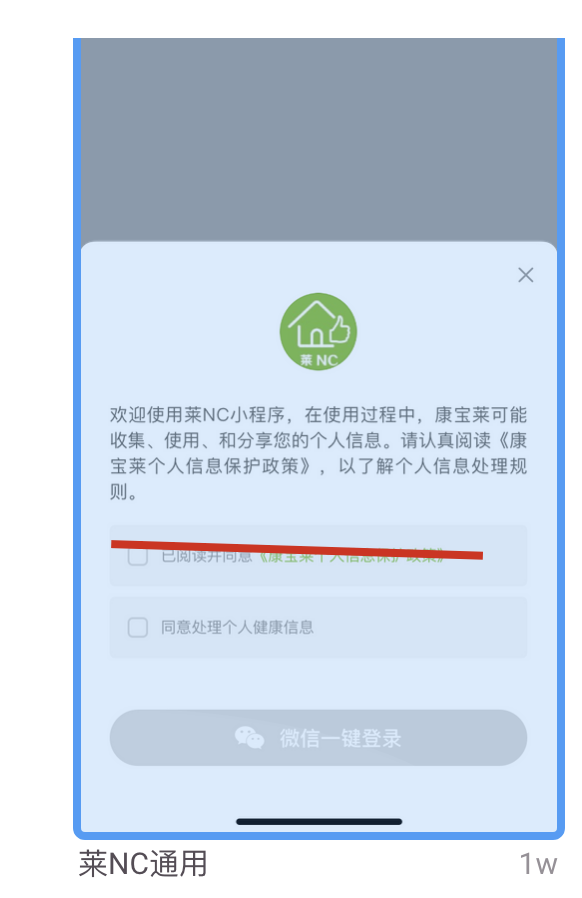 莱 NC
欢迎使用莱NC小程序，在使用过程中，康宝莱可能
收集、使用、和分享您的个人信息。请认真阅读《康
宝莱个人信息保护政策》，以了解个人信息处理规
则。
已阅读并同意《康宝莱个人信息保护政策》
同意处理个人健康信息
微信一键登录
莱NC通用
1w